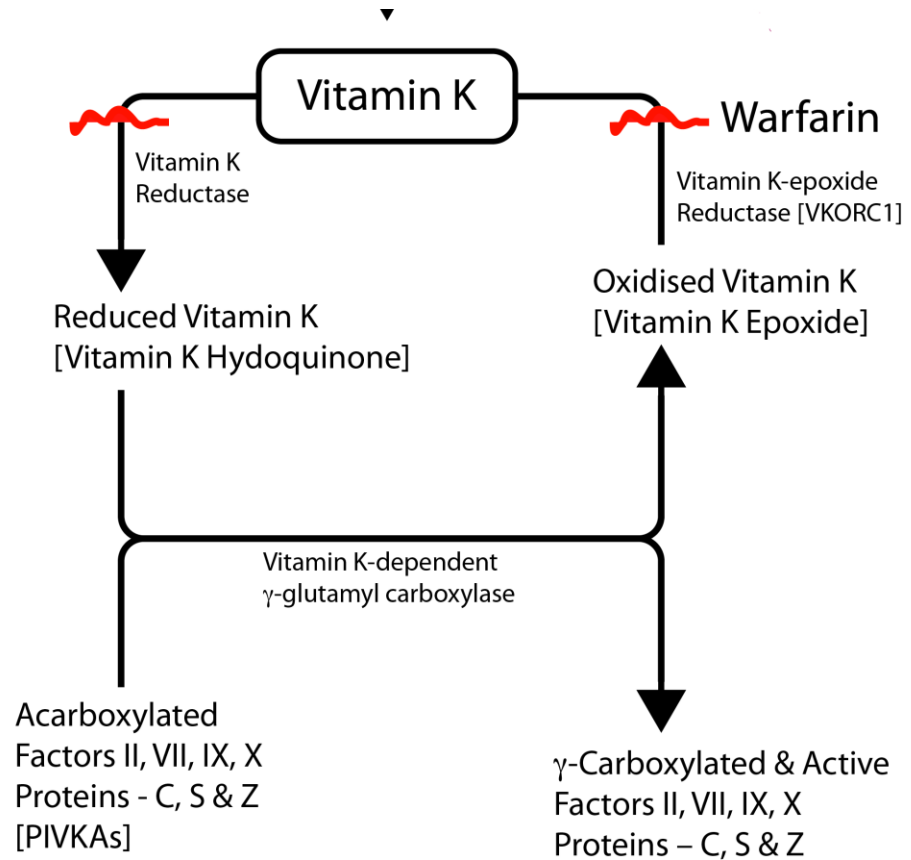 Vitamin K
Warfarin
Vitamin K
Reductase
Vitamin K-epoxide
Reductase [VKORC1]
Reduced Vitamin K
[Vitamin K Hydoquinone]
Oxidised Vitamin K
[Vitamin K Epoxide]
Vitamin K-dependent
γ-glutamyl carboxylase
Acarboxylated
Factors II, VII, IX, X
Proteins - C, S & Z
[PIVKAs]
γ-Carboxylated & Active
Factors II, VII, IX, X
Proteins – C, S & Z